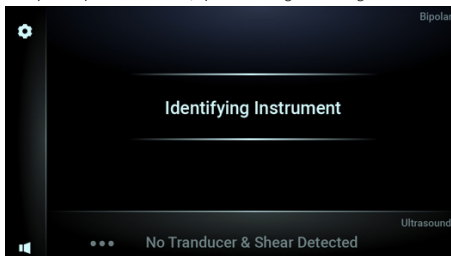 Bipolar
Identifying Instrument
Ultrasound
No Tranducer & Shear Detected